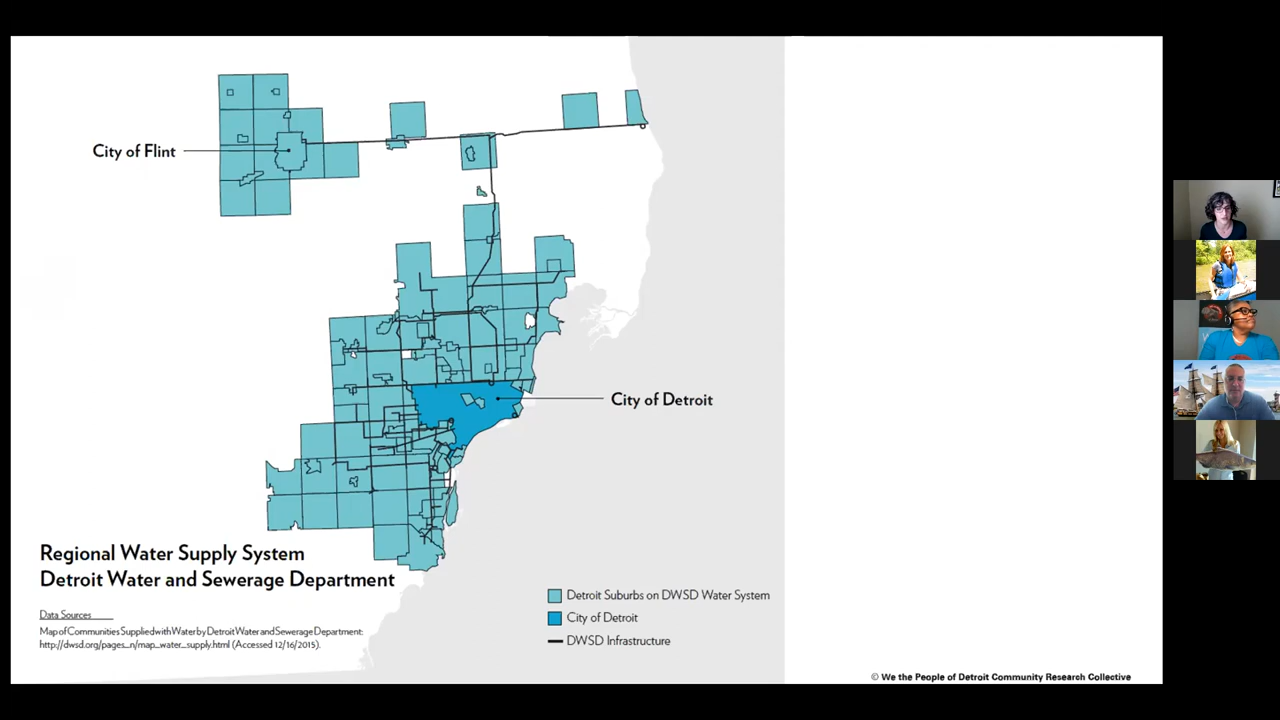 City of Flint
City of Detroit
Regional Water Supply System
Detroit Water and Sewerage Department
Data Sources
Map of Communities Supplied with Water by Detroit Water and Sewerage Department:
http://dwsd.org/pages_n/map_water_supply.html (Accessed 12/16/2015).
Detroit Suburbs on DWSD Water System
City of Detroit
DWSD Infrastructure
© We the People of Detroit Community Research Collective